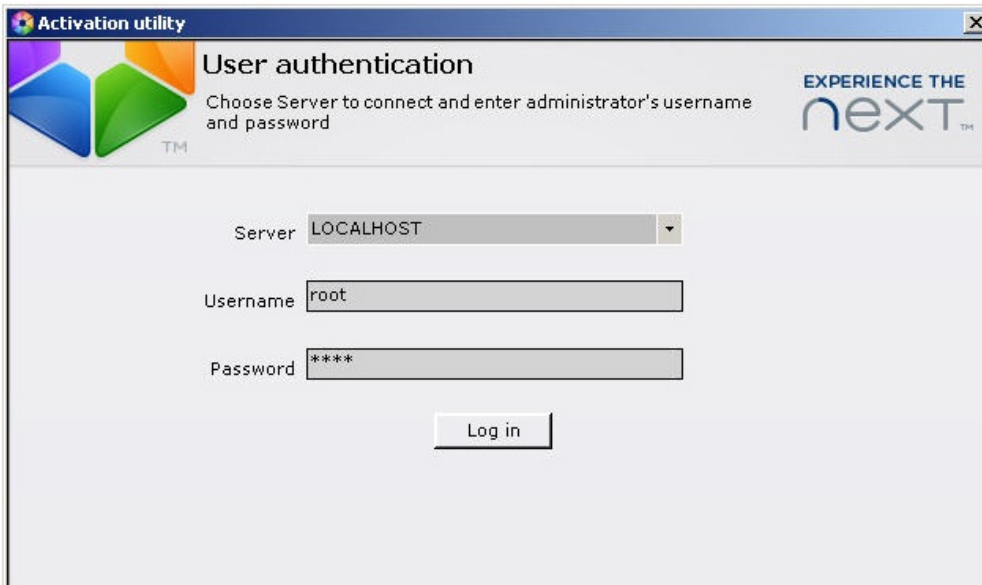 Activation utility
User authentication
Choose Server to connect and enter administrator's username
and password
TM
EXPERIENCE THE
next TM
Server LOCALHOST
Username root
Password ****
Log in